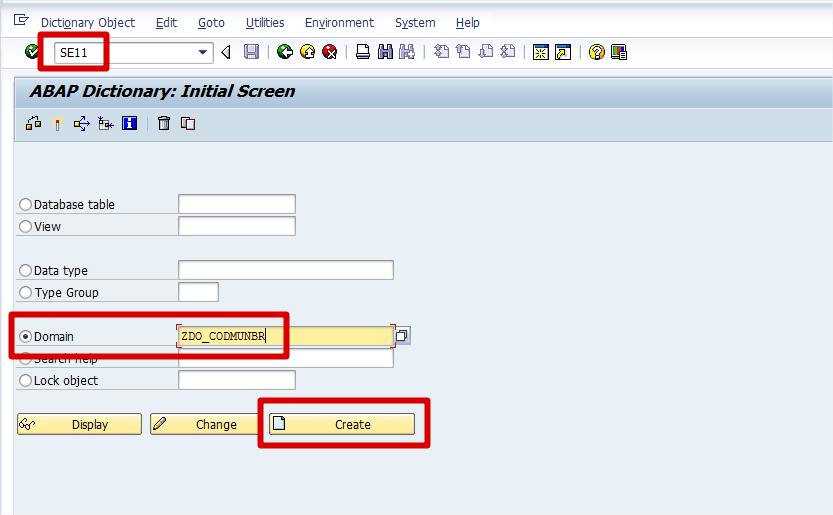 Dictionary Object Edit Goto Utilities Environment System Help
SE11
ABAP Dictionary: Initial Screen
Database table
View
Data type
Type Group
Domain ZDO_CODMUNBR
Search help
Lock object
Display Change Create